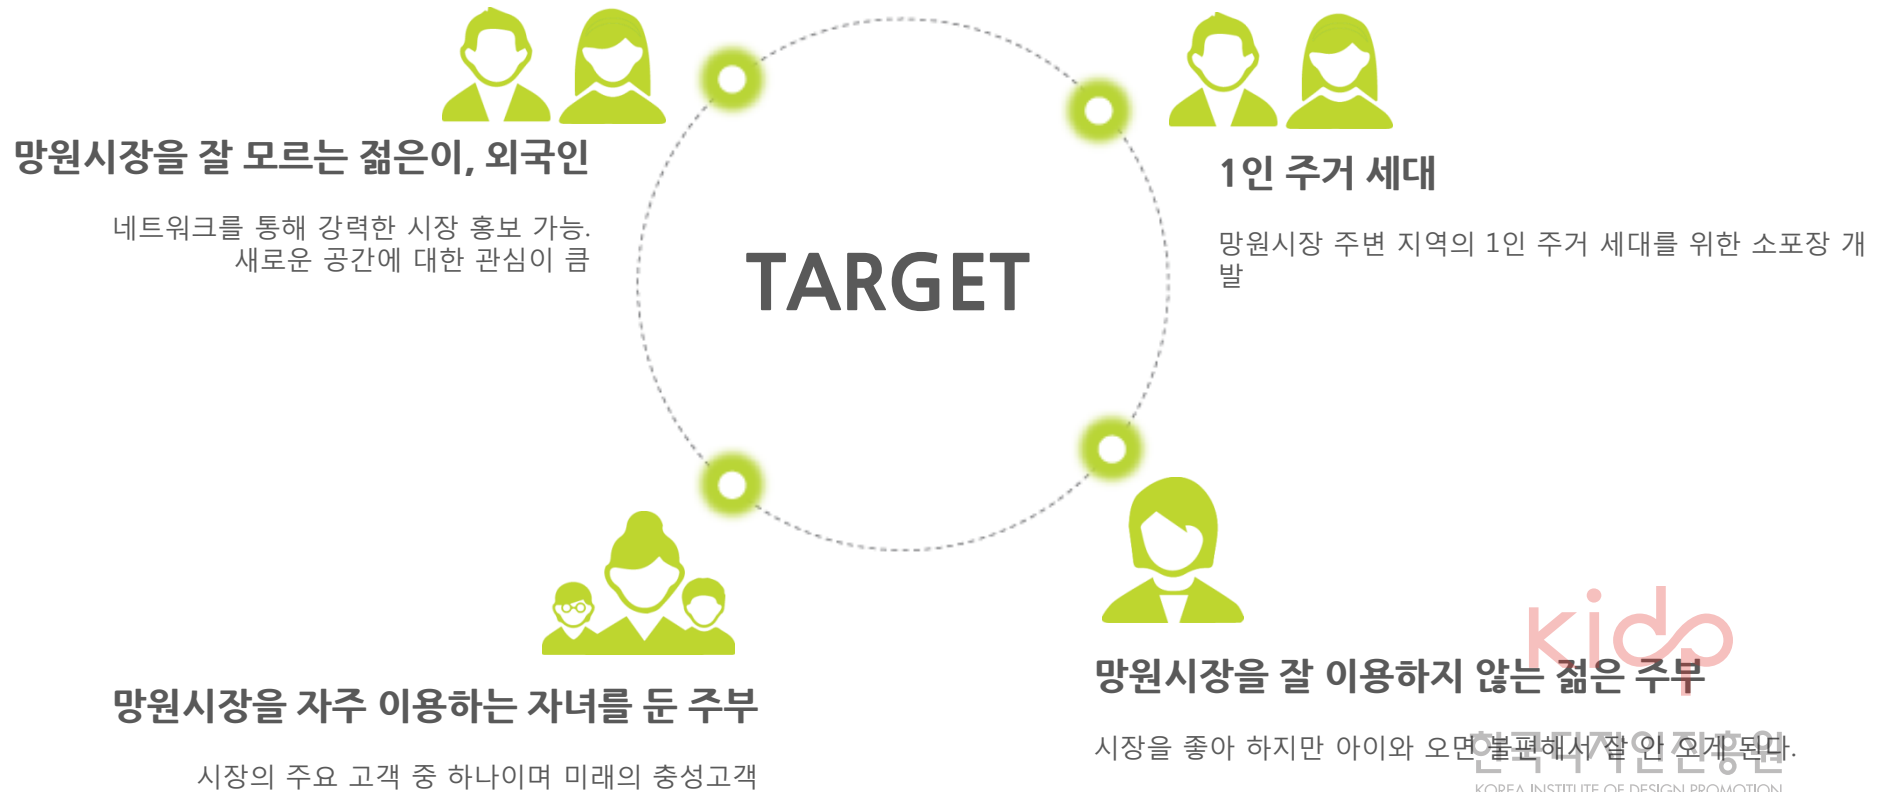 망원시장을 잘 모르는 젊은이, 외국인
네트워크를 통해 강력한 시장 홍보 가능.
새로운 공간에 대한 관심이 큼
1인 주거 세대
망원시장 주변 지역의 1인 주거 세대를 위한 소포장 개
발
TARGET
망원시장을 자주 이용하는 자녀를 둔 주부
시장의 주요 고객 중 하나이며 미래의 충성고객
망원시장을 잘 이용하지 않는 젊은 주부
시장을 좋아 하지만 아이와 오면 불편해서 잘 안 오게 된다.
kidp
한국디자인진흥원
KOREA INSTITUTE OF DESIGN PROMOTION